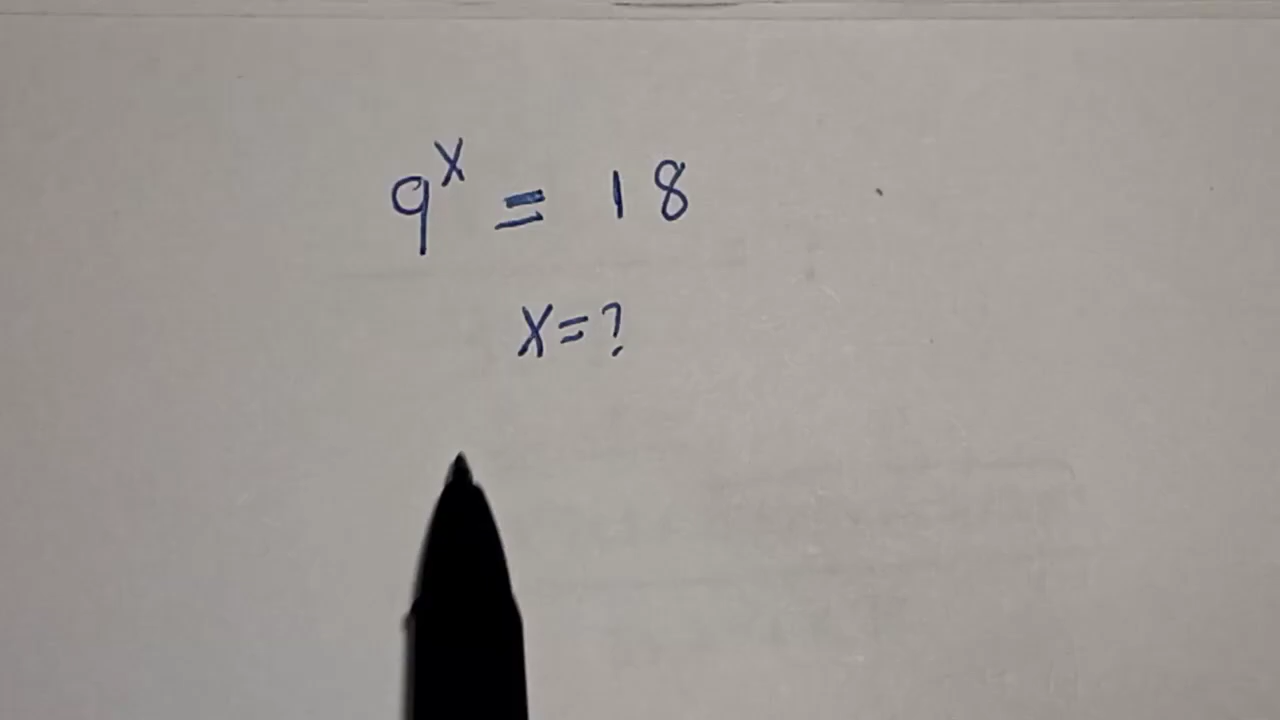 9^x = 18
x = ?